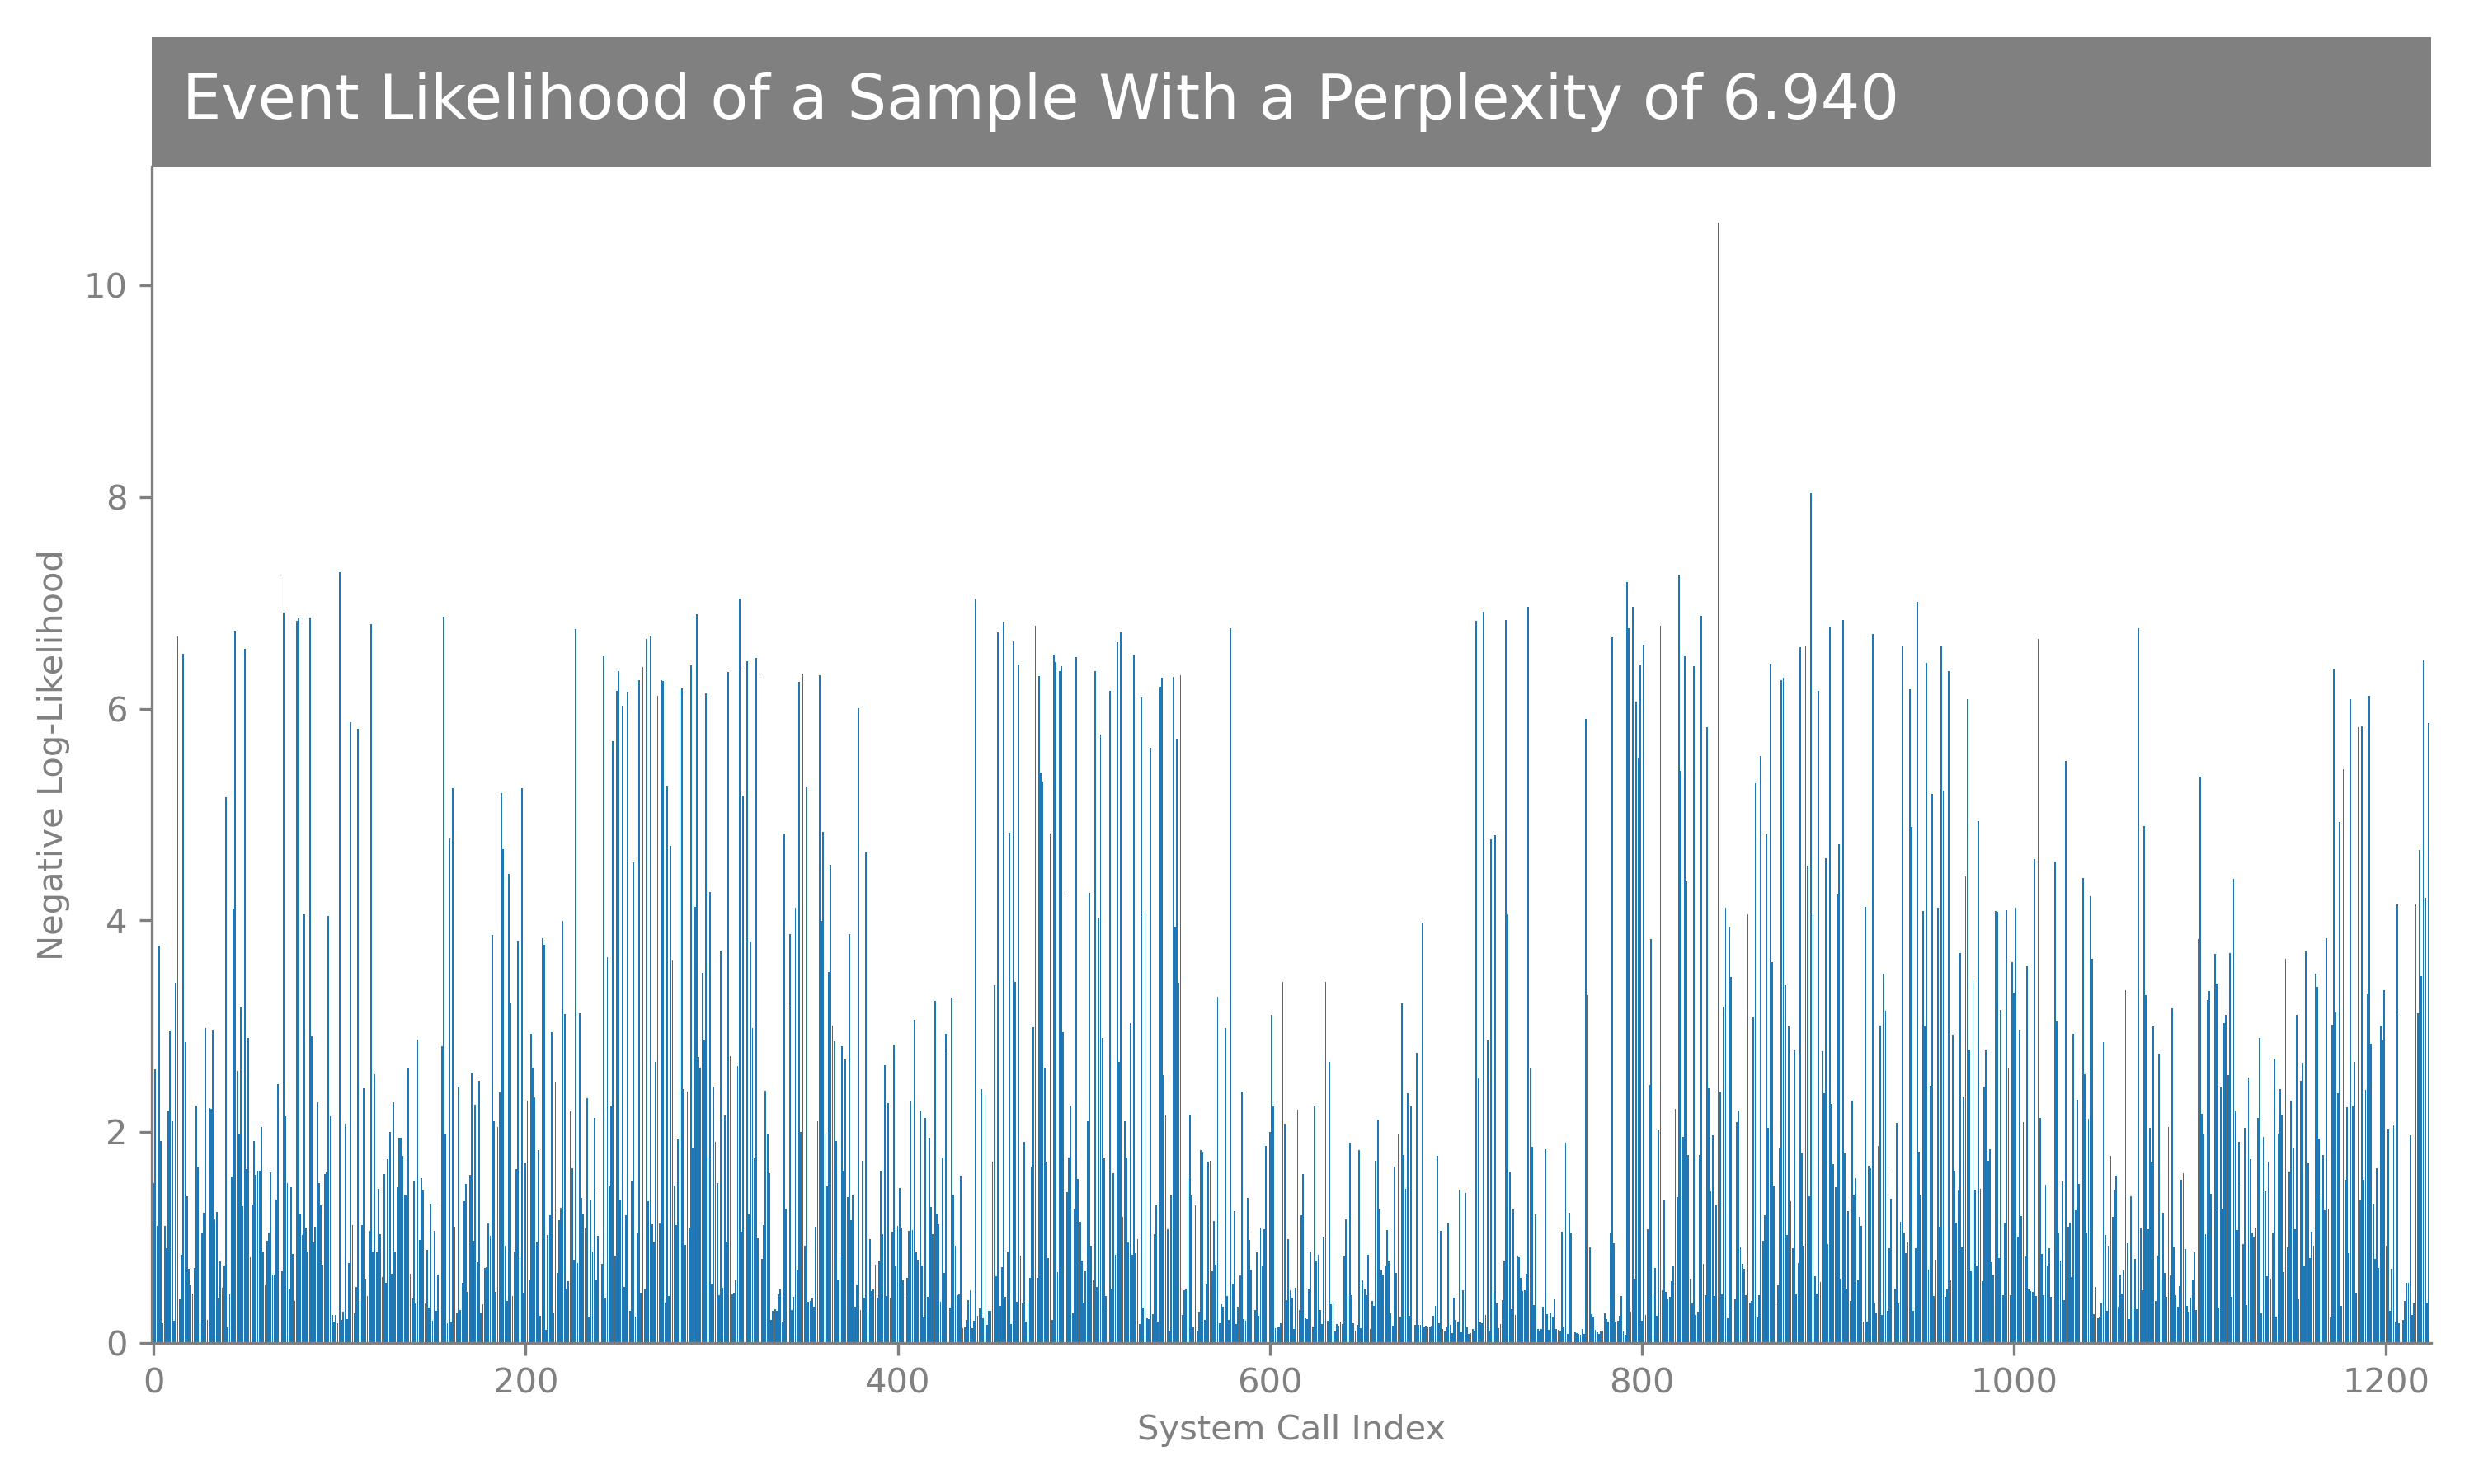 Event Likelihood of a Sample With a Perplexity of 6.940
10
8
6
4
2
0
Negative Log-Likelihood
0 200 400 600 800 1000 1200
System Call Index